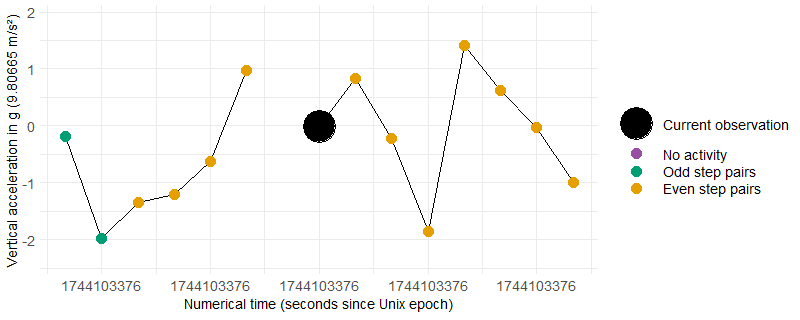 Vertical acceleration in g (9.80665 m/s²)
2
1
0
-1
-2
1744103376 1744103376 1744103376 1744103376 1744103376
Numerical time (seconds since Unix epoch)
Current observation
No activity
Odd step pairs
Even step pairs